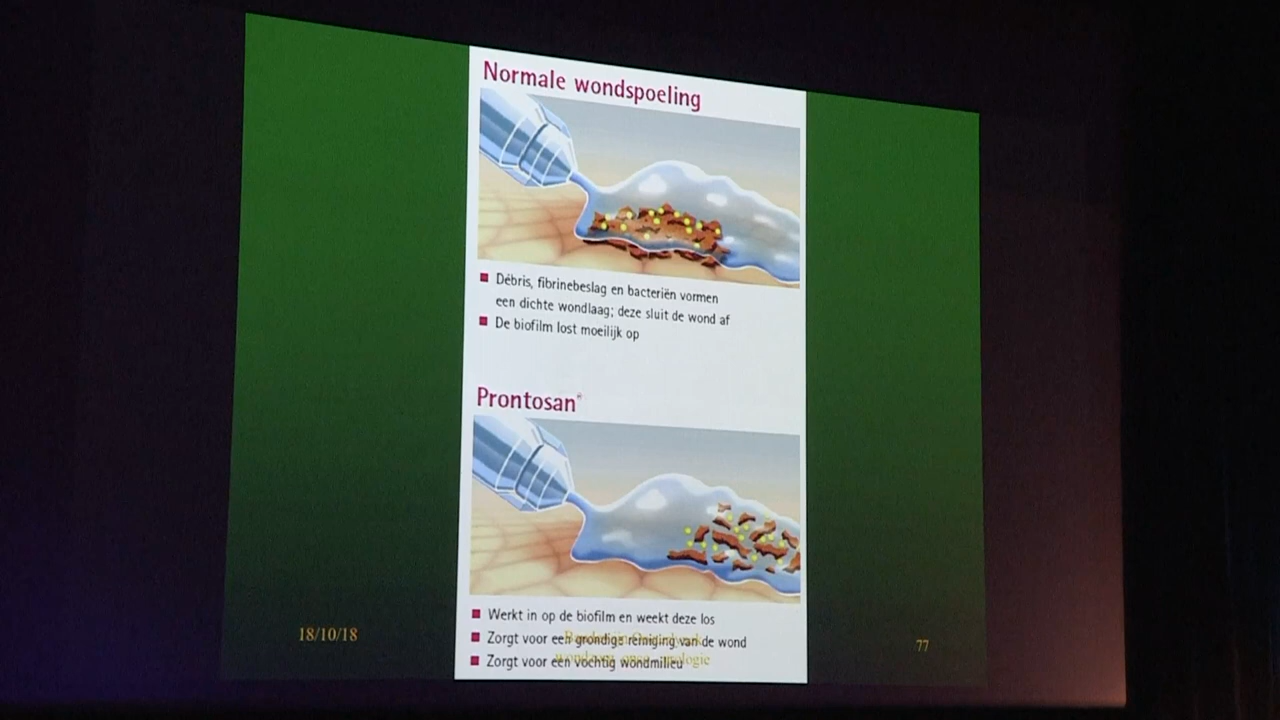 Normale wondspoeling
Débris, fibrinebeslag en bacteriën vormen
een dichte wondlaag; deze sluit de wond af
De biofilm lost moeilijk op
Prontosan®
Werkt in op de biofilm en weekt deze los
Zorgt voor een grondige reiniging van de wond
Zorgt voor een vochtig wondmilieu
18/10/18
77